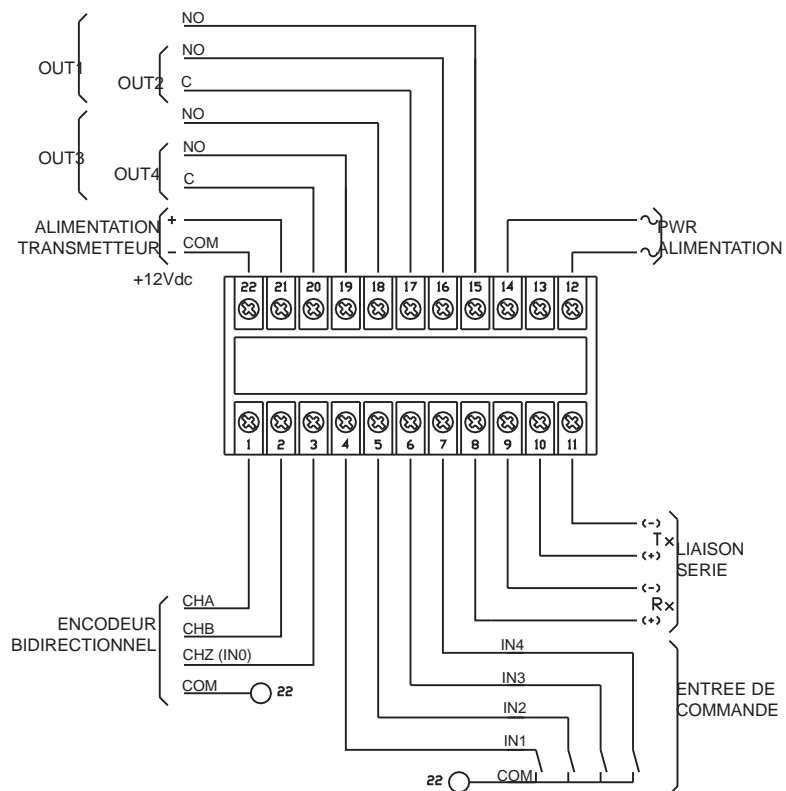 NO
OUT1
NO
OUT2
C
NO
OUT3
NO
OUT4
C
ALIMENTATION
TRANSMETTEUR
+
- COM
+12Vdc
PWR
ALIMENTATION
22 21 20 19 18 17 16 15 14 13 12
1 2 3 4 5 6 7 8 9 10 11
(-)
Tx
(+)
LIAISON
SERIE
(-)
Rx
(+)
ENCODEUR
BIDIRECTIONNEL
CHA
CHB
CHZ (IN0)
COM 22
IN4
IN3
IN2
IN1
22 COM
ENTREE DE
COMMANDE